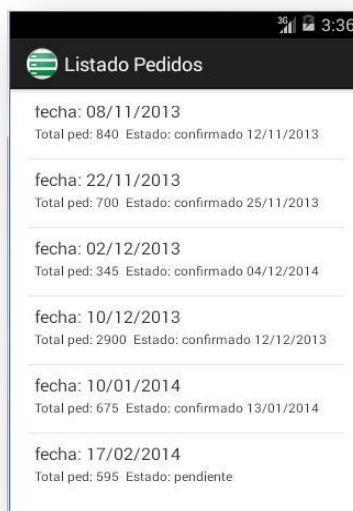 3G 3:36
Listado Pedidos
fecha: 08/11/2013
Total ped: 840 Estado: confirmado 12/11/2013
fecha: 22/11/2013
Total ped: 700 Estado: confirmado 25/11/2013
fecha: 02/12/2013
Total ped: 345 Estado: confirmado 04/12/2014
fecha: 10/12/2013
Total ped: 2900 Estado: confirmado 12/12/2013
fecha: 10/01/2014
Total ped: 675 Estado: confirmado 13/01/2014
fecha: 17/02/2014
Total ped: 595 Estado: pendiente